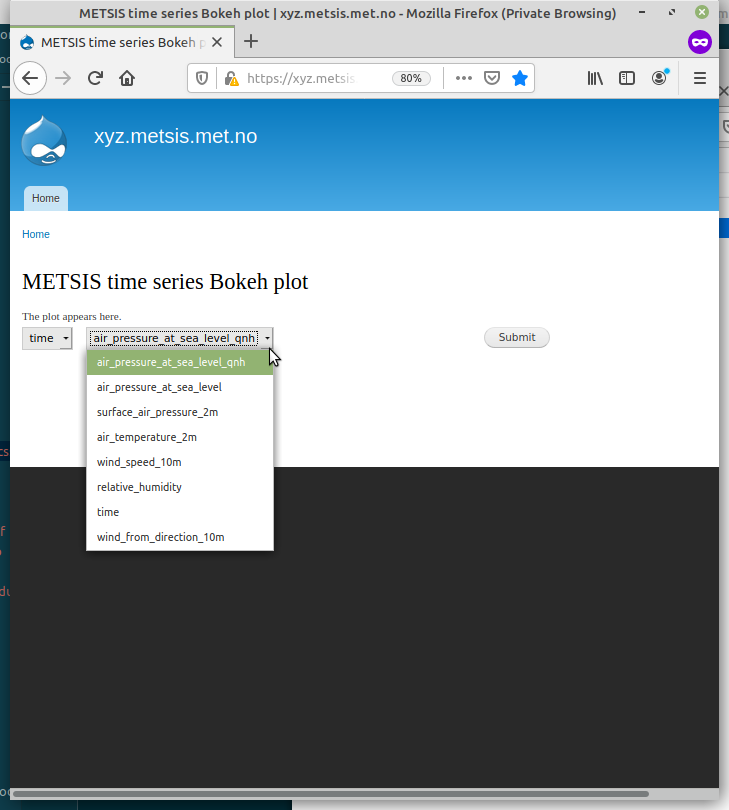 METSIS time series Bokeh plot | xyz.metsis.met.no - Mozilla Firefox (Private Browsing)
METSIS time series Bokeh p
https://xyz.metsis. 80%
xyz.metsis.met.no
Home
Home
METSIS time series Bokeh plot
The plot appears here.
time air_pressure_at_sea_level_qnh Submit
air_pressure_at_sea_level_qnh
air_pressure_at_sea_level
surface_air_pressure_2m
air_temperature_2m
wind_speed_10m
relative_humidity
time
wind_from_direction_10m